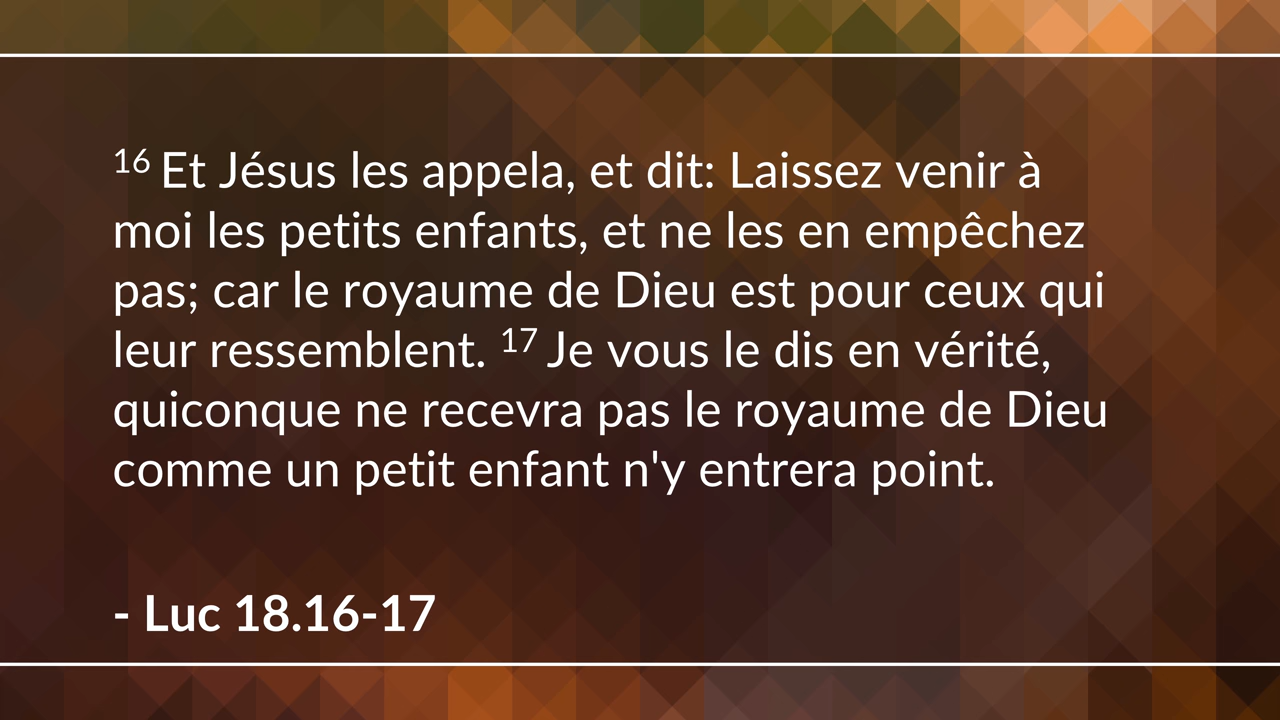 16 Et Jésus les appela, et dit: Laissez venir à
moi les petits enfants, et ne les en empêchez
pas; car le royaume de Dieu est pour ceux qui
leur ressemblent. 17 Je vous le dis en vérité,
quiconque ne recevra pas le royaume de Dieu
comme un petit enfant n'y entrera point.
- Luc 18.16-17